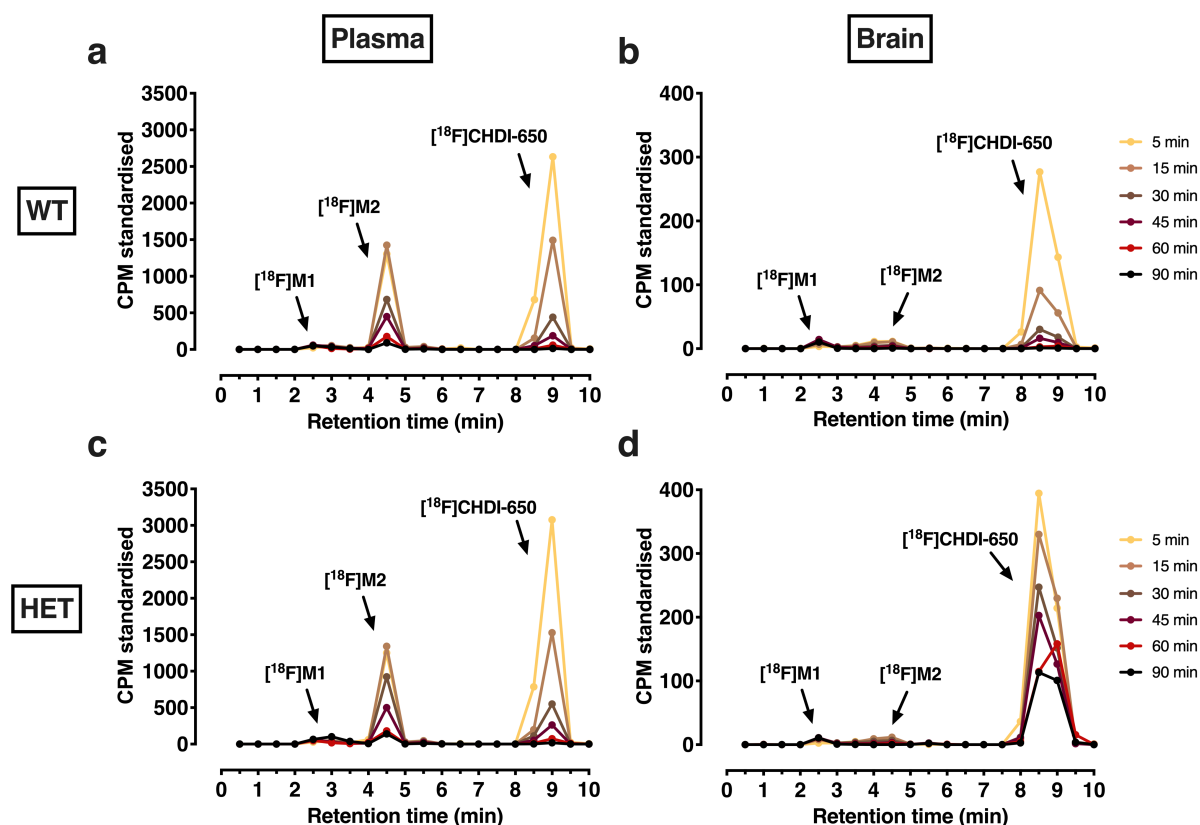 Plasma
Brain
WT
HET
a
CPM standardised
3500
3000
2500
2000
1500
1000
500
0
[¹⁸F]M1
[¹⁸F]M2
[¹⁸F]CHDI-650
0 1 2 3 4 5 6 7 8 9 10
Retention time (min)
b
CPM standardised
400
300
200
100
0
[¹⁸F]M1
[¹⁸F]M2
[¹⁸F]CHDI-650
0 1 2 3 4 5 6 7 8 9 10
Retention time (min)
5 min
15 min
30 min
45 min
60 min
90 min
c
CPM standardised
3500
3000
2500
2000
1500
1000
500
0
[¹⁸F]M1
[¹⁸F]M2
[¹⁸F]CHDI-650
0 1 2 3 4 5 6 7 8 9 10
Retention time (min)
d
CPM standardised
400
300
200
100
0
[¹⁸F]M1
[¹⁸F]M2
[¹⁸F]CHDI-650
0 1 2 3 4 5 6 7 8 9 10
Retention time (min)
5 min
15 min
30 min
45 min
60 min
90 min